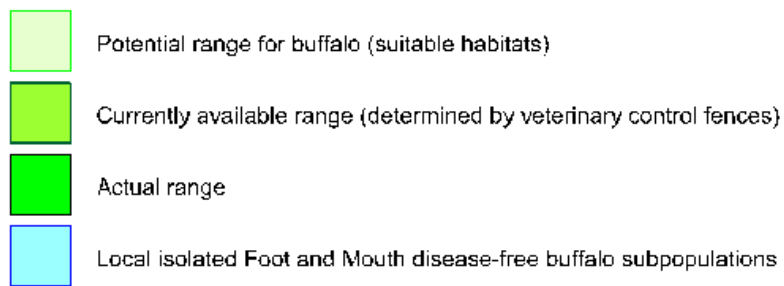 Potential range for buffalo (suitable habitats)
Currently available range (determined by veterinary control fences)
Actual range
Local isolated Foot and Mouth disease-free buffalo subpopulations